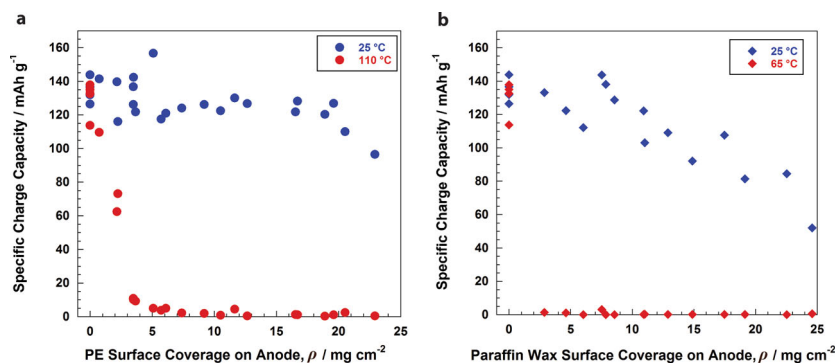 a
Specific Charge Capacity / mAh g-1
160
140
120
100
80
60
40
20
0
0 5 10 15 20 25
PE Surface Coverage on Anode, ρ / mg cm-2
25 °C
110 °C
b
Specific Charge Capacity / mAh g-1
160
140
120
100
80
60
40
20
0
0 5 10 15 20 25
Paraffin Wax Surface Coverage on Anode, ρ / mg cm-2
25 °C
65 °C